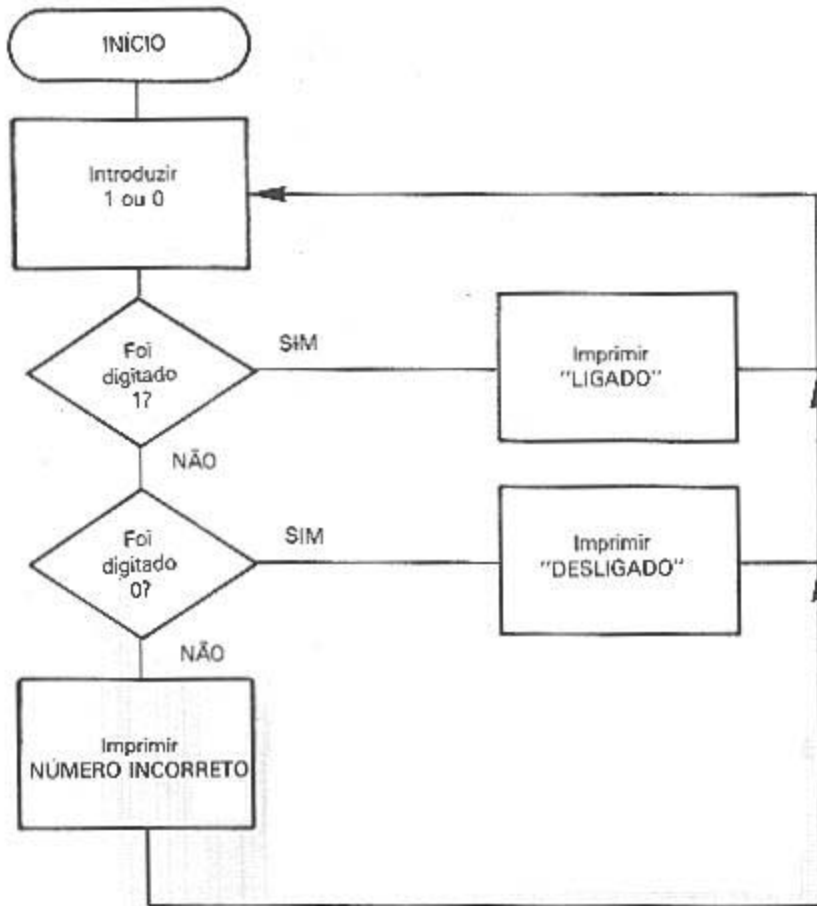 INÍCIO
Introduzir
1 ou 0
Foi
digitado
1?
SIM
Imprimir
"LIGADO"
NÃO
Foi
digitado
0?
SIM
Imprimir
"DESLIGADO"
NÃO
Imprimir
NÚMERO INCORRETO